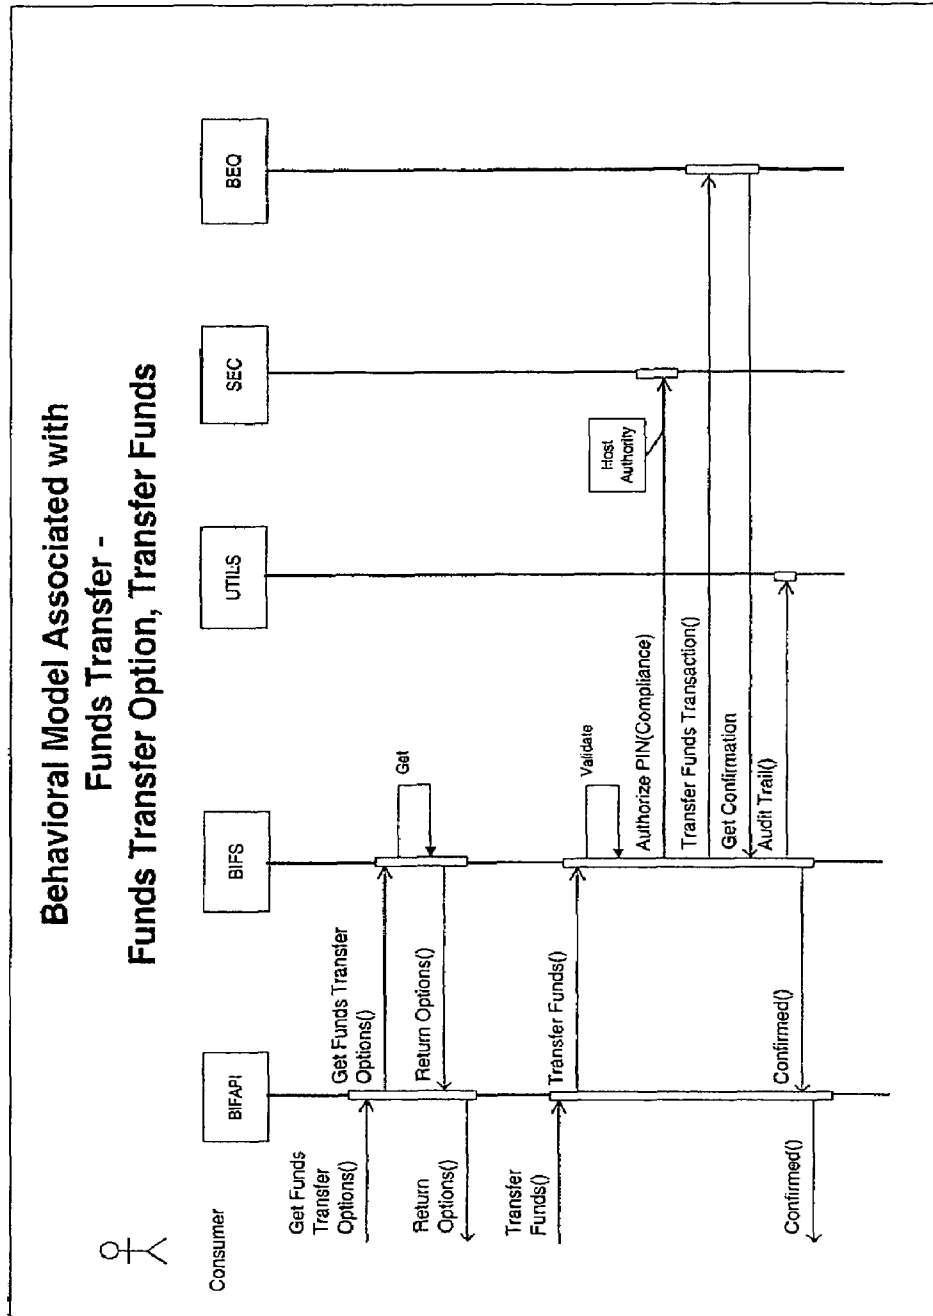 Behavioral Model Associated with
Funds Transfer -
Funds Transfer Option, Transfer Funds
Consumer
BIFAPI
BIFS
UTILS
SEC
BEQ
Get Funds
Transfer
Options()
Get Funds Transfer
Options()
Get
Return Options()
Return
Options()
Transfer
Funds()
Transfer Funds()
Validate
Host
Authority
Authorize PIN(Compliance)
Transfer Funds Transaction()
Get Confirmation
Audit Trail()
Confirmed()
Confirmed()